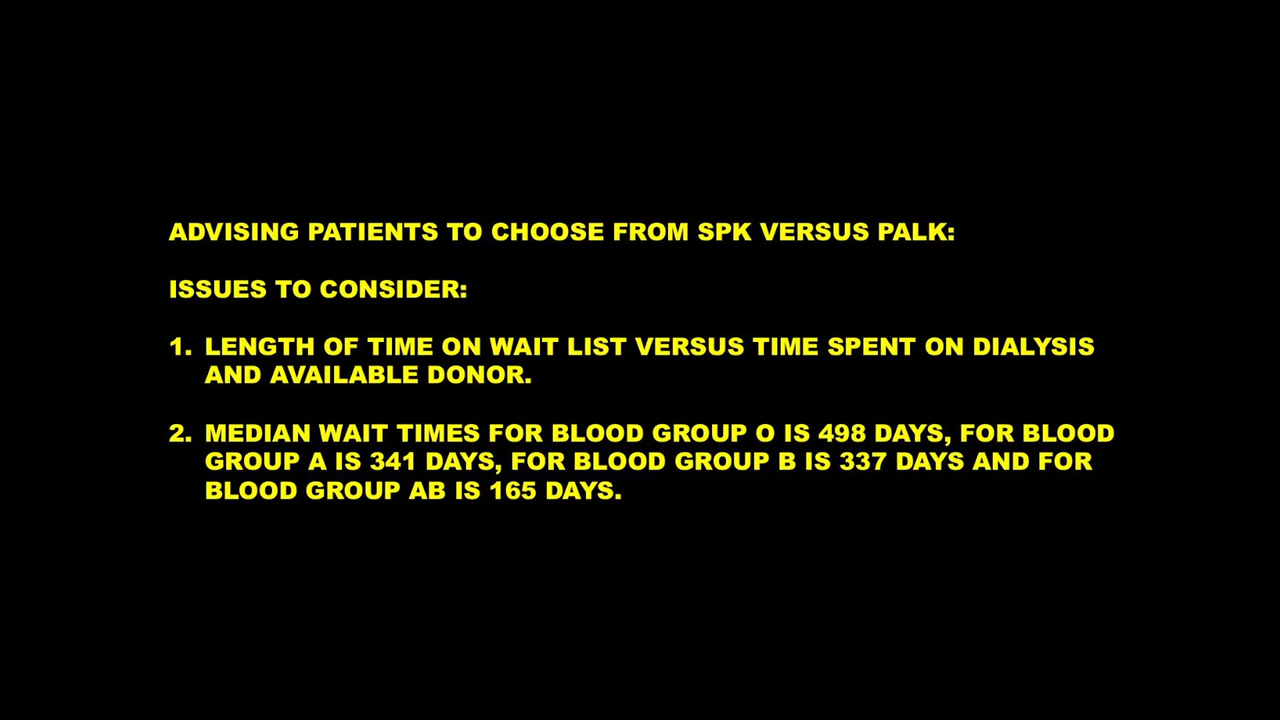 ADVISING PATIENTS TO CHOOSE FROM SPK VERSUS PALK:
ISSUES TO CONSIDER:
1. LENGTH OF TIME ON WAIT LIST VERSUS TIME SPENT ON DIALYSIS
AND AVAILABLE DONOR.
2. MEDIAN WAIT TIMES FOR BLOOD GROUP O IS 498 DAYS, FOR BLOOD
GROUP A IS 341 DAYS, FOR BLOOD GROUP B IS 337 DAYS AND FOR
BLOOD GROUP AB IS 165 DAYS.